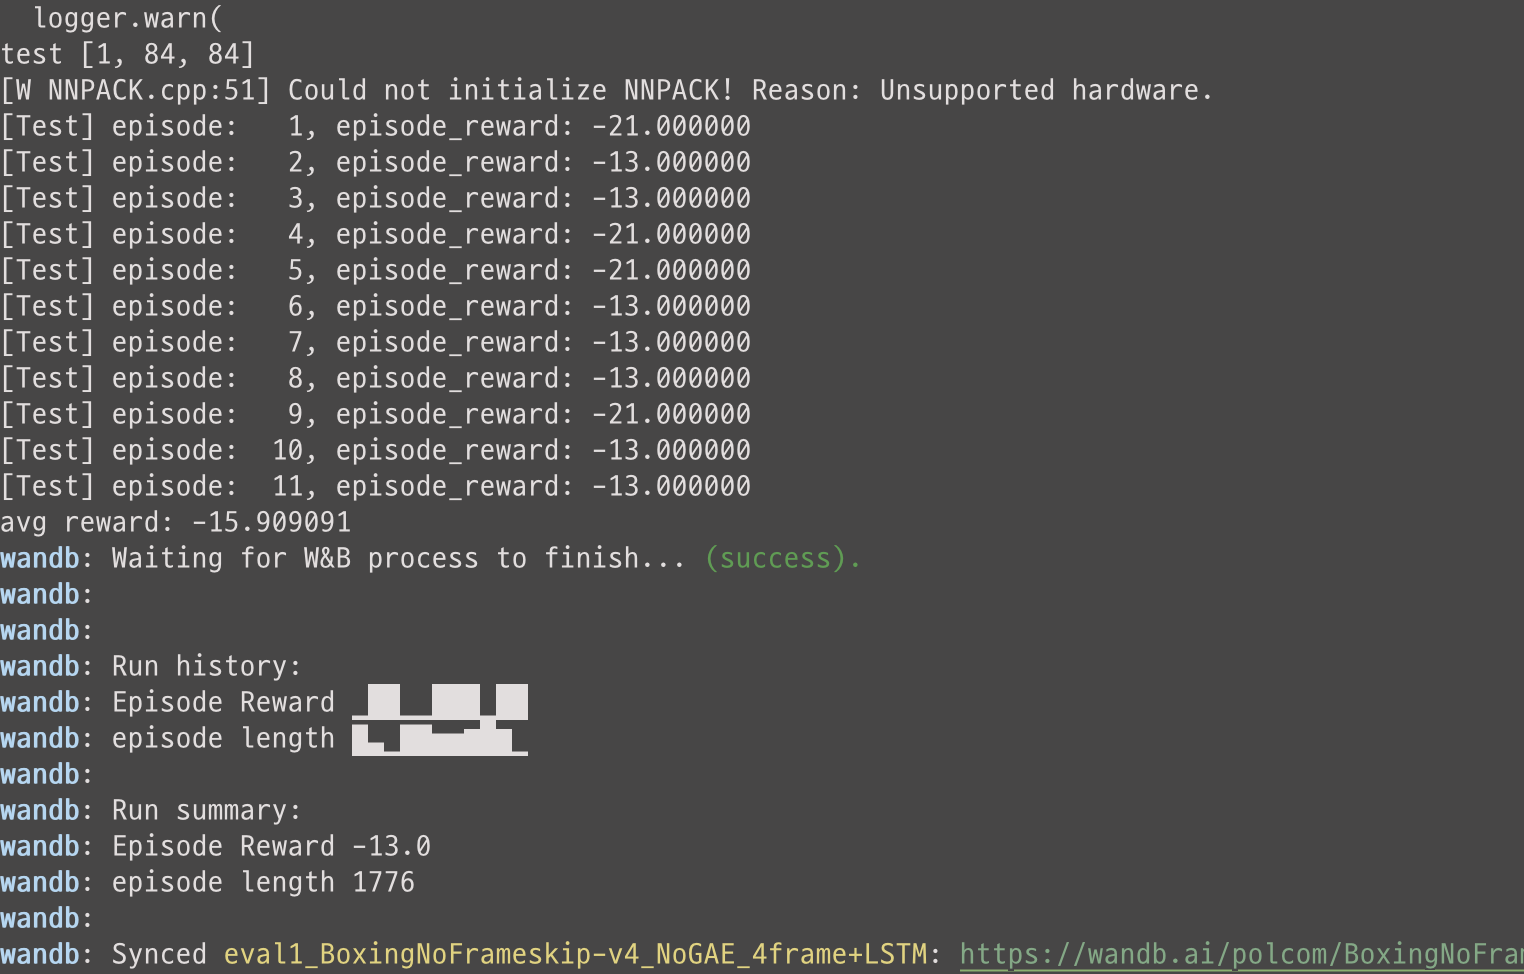 logger.warn(
test [1, 84, 84]
[W NNPACK.cpp:51] Could not initialize NNPACK! Reason: Unsupported hardware.
[Test] episode:   1, episode_reward: -21.000000
[Test] episode:   2, episode_reward: -13.000000
[Test] episode:   3, episode_reward: -13.000000
[Test] episode:   4, episode_reward: -21.000000
[Test] episode:   5, episode_reward: -21.000000
[Test] episode:   6, episode_reward: -13.000000
[Test] episode:   7, episode_reward: -13.000000
[Test] episode:   8, episode_reward: -13.000000
[Test] episode:   9, episode_reward: -21.000000
[Test] episode:  10, episode_reward: -13.000000
[Test] episode:  11, episode_reward: -13.000000
avg reward: -15.909091
wandb: Waiting for W&B process to finish... (success).
wandb:
wandb:
wandb: Run history:
wandb: Episode Reward
wandb: episode length
wandb:
wandb: Run summary:
wandb: Episode Reward -13.0
wandb: episode length 1776
wandb:
wandb: Synced eval1_BoxingNoFrameskip-v4_NoGAE_4frame+LSTM: https://wandb.ai/polcom/BoxingNoFra